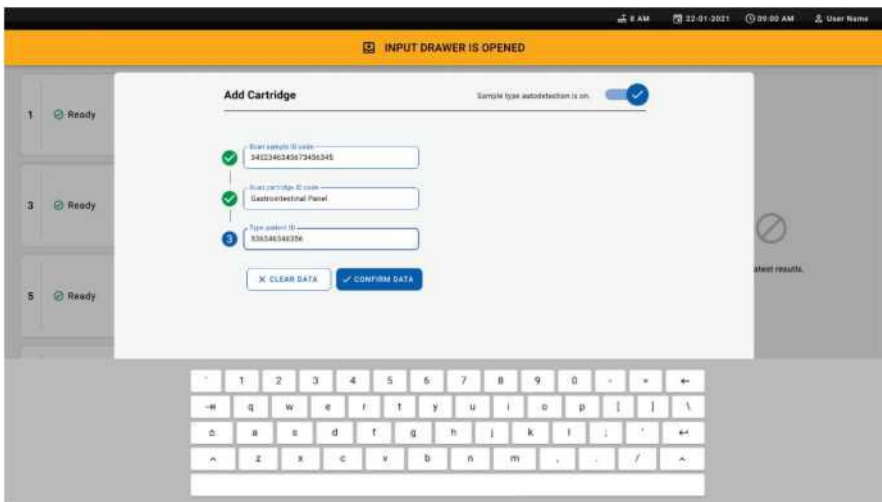 8 AM 22-01-2021 09:00 AM User Name
INPUT DRAWER IS OPENED
Add Cartridge Sample type autodetection is on.
1 Ready
Scan sample ID code
Scan cartridge ID code
Gastrointestinal Panel
3 Ready
Type patient ID
3
latest results.
CLEAR DATA CONFIRM DATA
5 Ready
1 2 3 4 5 6 7 8 9 0 - =
q w e r t y u i o p [ ] \
a s d f g h j k l ; '
z x c v b n m , . /